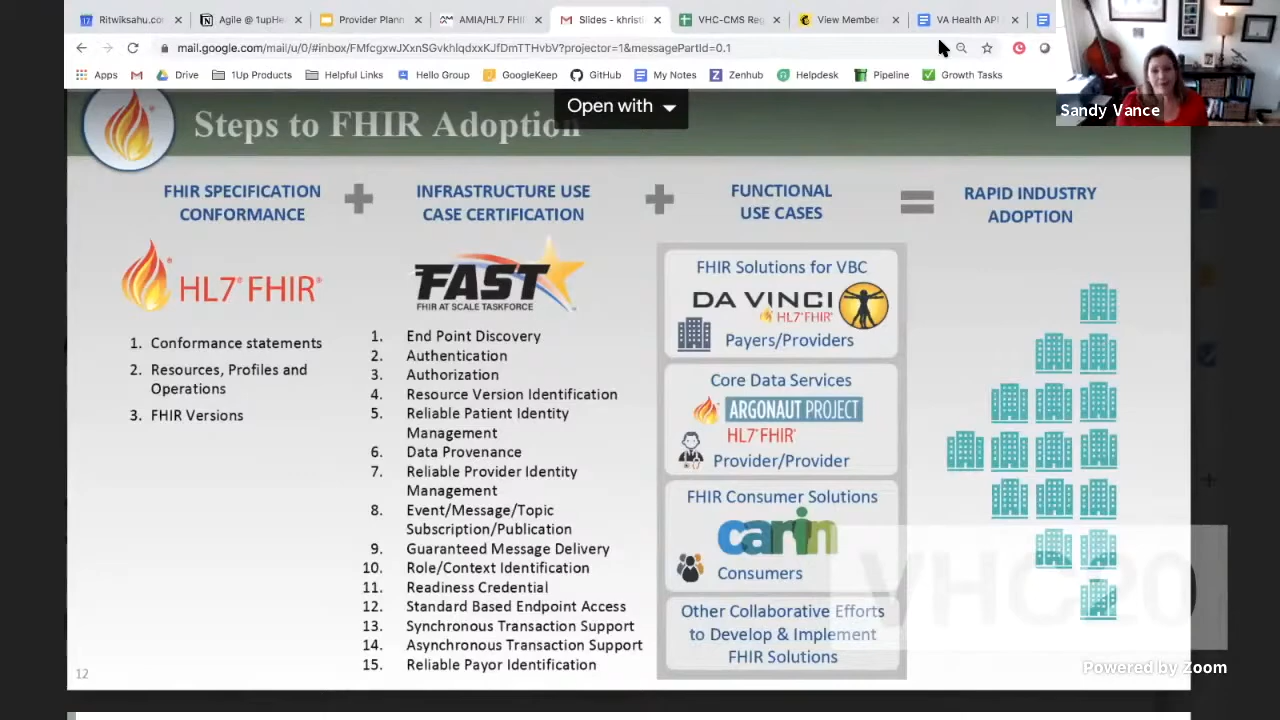 Ritwiksahu.co
Agile @ 1upHe
Provider Plann
AMIA/HL7 FHI
Slides - khristi
VHC-CMS Reg
View Member
VA Health API
mail.google.com/mail/u/0/#inbox/FMfcgxwJXxnSGvkhlqdxxKJfDmTTHvbV?projector=1&messagePartId=0.1
Apps
Drive
1Up Products
Helpful Links
Hello Group
GoogleKeep
GitHub
My Notes
Zenhub
Helpdesk
Pipeline
Growth Tasks
Sandy Vance
Open with
Steps to FHIR Adoption
FHIR SPECIFICATION
CONFORMANCE
+
INFRASTRUCTURE USE
CASE CERTIFICATION
+
FUNCTIONAL
USE CASES
=
RAPID INDUSTRY
ADOPTION
HL7® FHIR®
1. Conformance statements
2. Resources, Profiles and
Operations
3. FHIR Versions
FAST
FHIR AT SCALE TASKFORCE
1. End Point Discovery
2. Authentication
3. Authorization
4. Resource Version Identification
5. Reliable Patient Identity
Management
6. Data Provenance
7. Reliable Provider Identity
Management
8. Event/Message/Topic
Subscription/Publication
9. Guaranteed Message Delivery
10. Role/Context Identification
11. Readiness Credential
12. Standard Based Endpoint Access
13. Synchronous Transaction Support
14. Asynchronous Transaction Support
15. Reliable Payor Identification
FHIR Solutions for VBC
DA VINCI
HL7 FHIR
Payers/Providers
Core Data Services
ARGONAUT PROJECT
HL7 FHIR
Provider/Provider
FHIR Consumer Solutions
carin
Consumers
Other Collaborative Efforts
to Develop & Implement
FHIR Solutions
VHC 20
12
Powered by Zoom